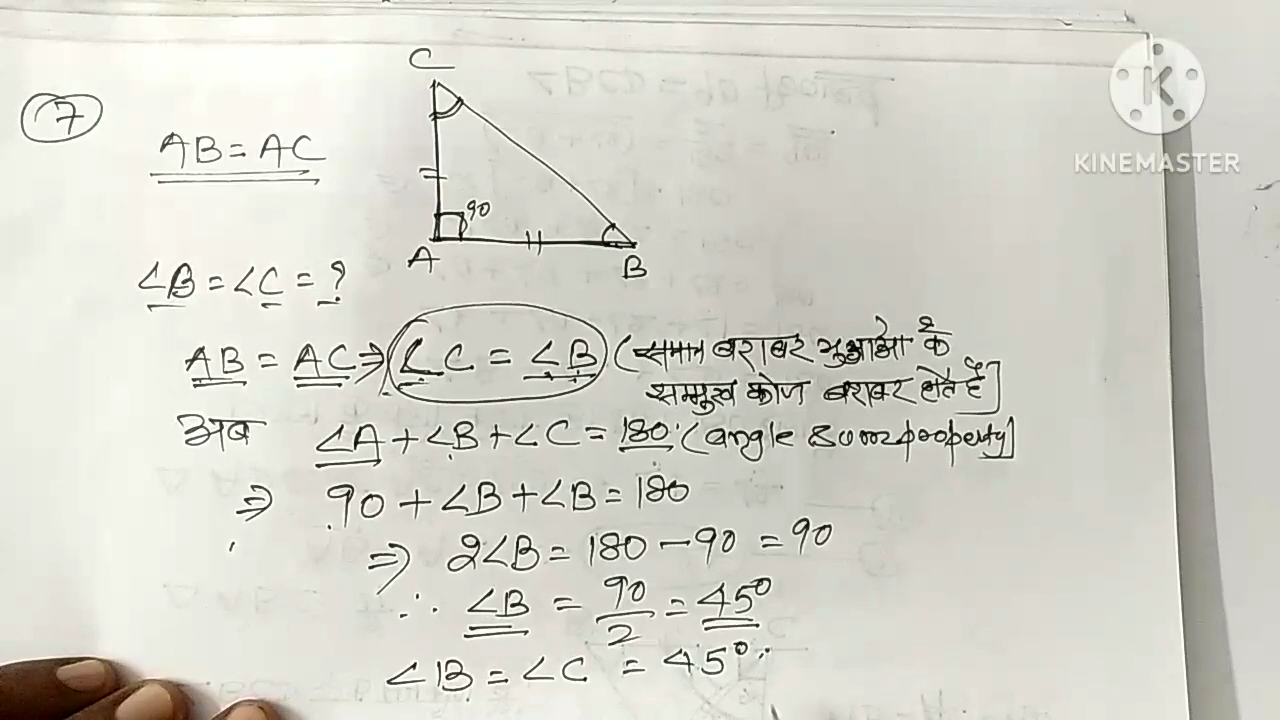 7
AB = AC
C
90
A
B
∠B = ∠C = ?
AB = AC ⇒ ∠C = ∠B (समान बराबर भुजाओ के
सम्मुख कोण बराबर होते है]
अब ∠A + ∠B + ∠C = 180° (angle sum property]
⇒ 90 + ∠B + ∠B = 180
⇒ 2∠B = 180 - 90 = 90
∴ ∠B = 90/2 = 45°
∠B = ∠C = 45°
K
KINEMASTER